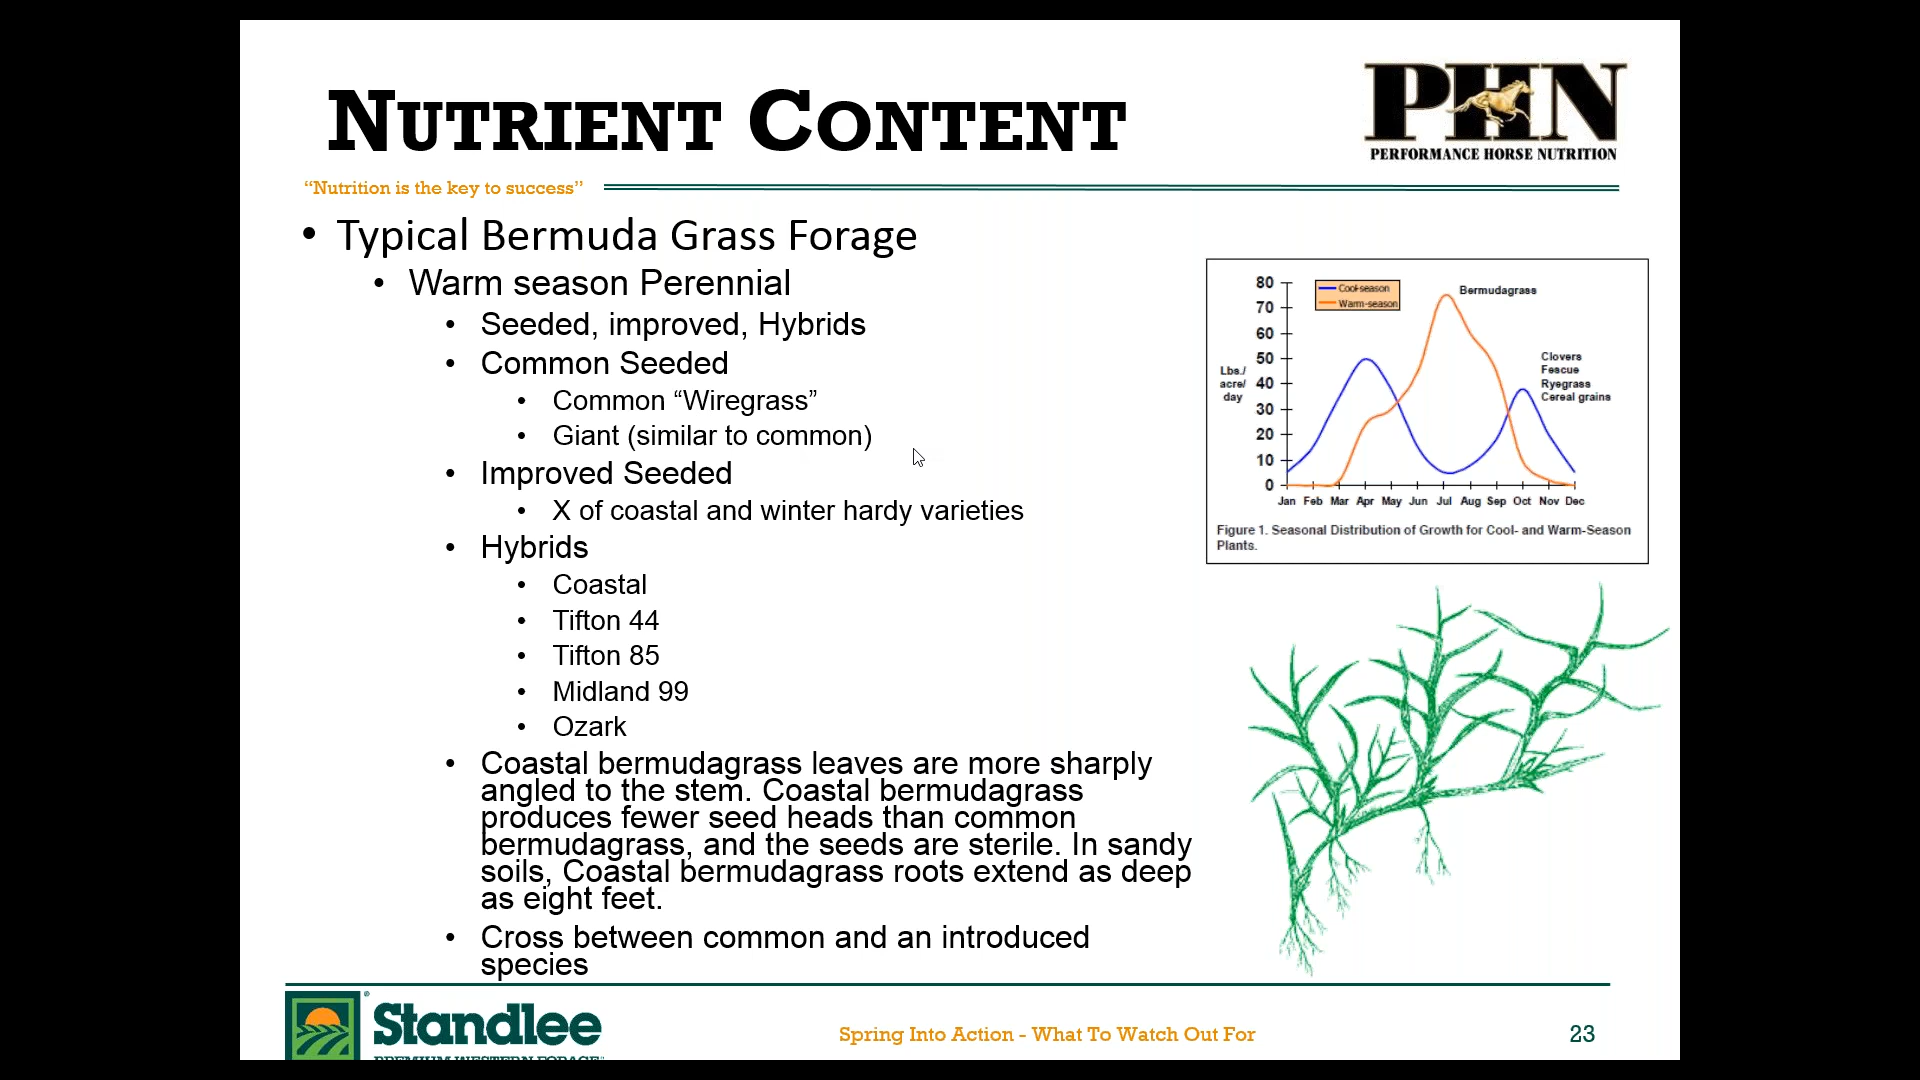 NUTRIENT CONTENT
PHN
PERFORMANCE HORSE NUTRITION
“Nutrition is the key to success”
• Typical Bermuda Grass Forage
• Warm season Perennial
• Seeded, improved, Hybrids
• Common Seeded
• Common “Wiregrass”
• Giant (similar to common)
• Improved Seeded
• X of coastal and winter hardy varieties
• Hybrids
• Coastal
• Tifton 44
• Tifton 85
• Midland 99
• Ozark
• Coastal bermudagrass leaves are more sharply
angled to the stem. Coastal bermudagrass
produces fewer seed heads than common
bermudagrass, and the seeds are sterile. In sandy
soils, Coastal bermudagrass roots extend as deep
as eight feet.
• Cross between common and an introduced
species
80
70
60
50
40
30
20
10
0
Lbs./
acre/
day
Cool-season
Warm-season
Bermudagrass
Clovers
Fescue
Ryegrass
Cereal grains
Jan Feb Mar Apr May Jun Jul Aug Sep Oct Nov Dec
Figure 1. Seasonal Distribution of Growth for Cool- and Warm-Season
Plants.
Standlee
PREMIUM WESTERN FORAGE
Spring Into Action - What To Watch Out For
23